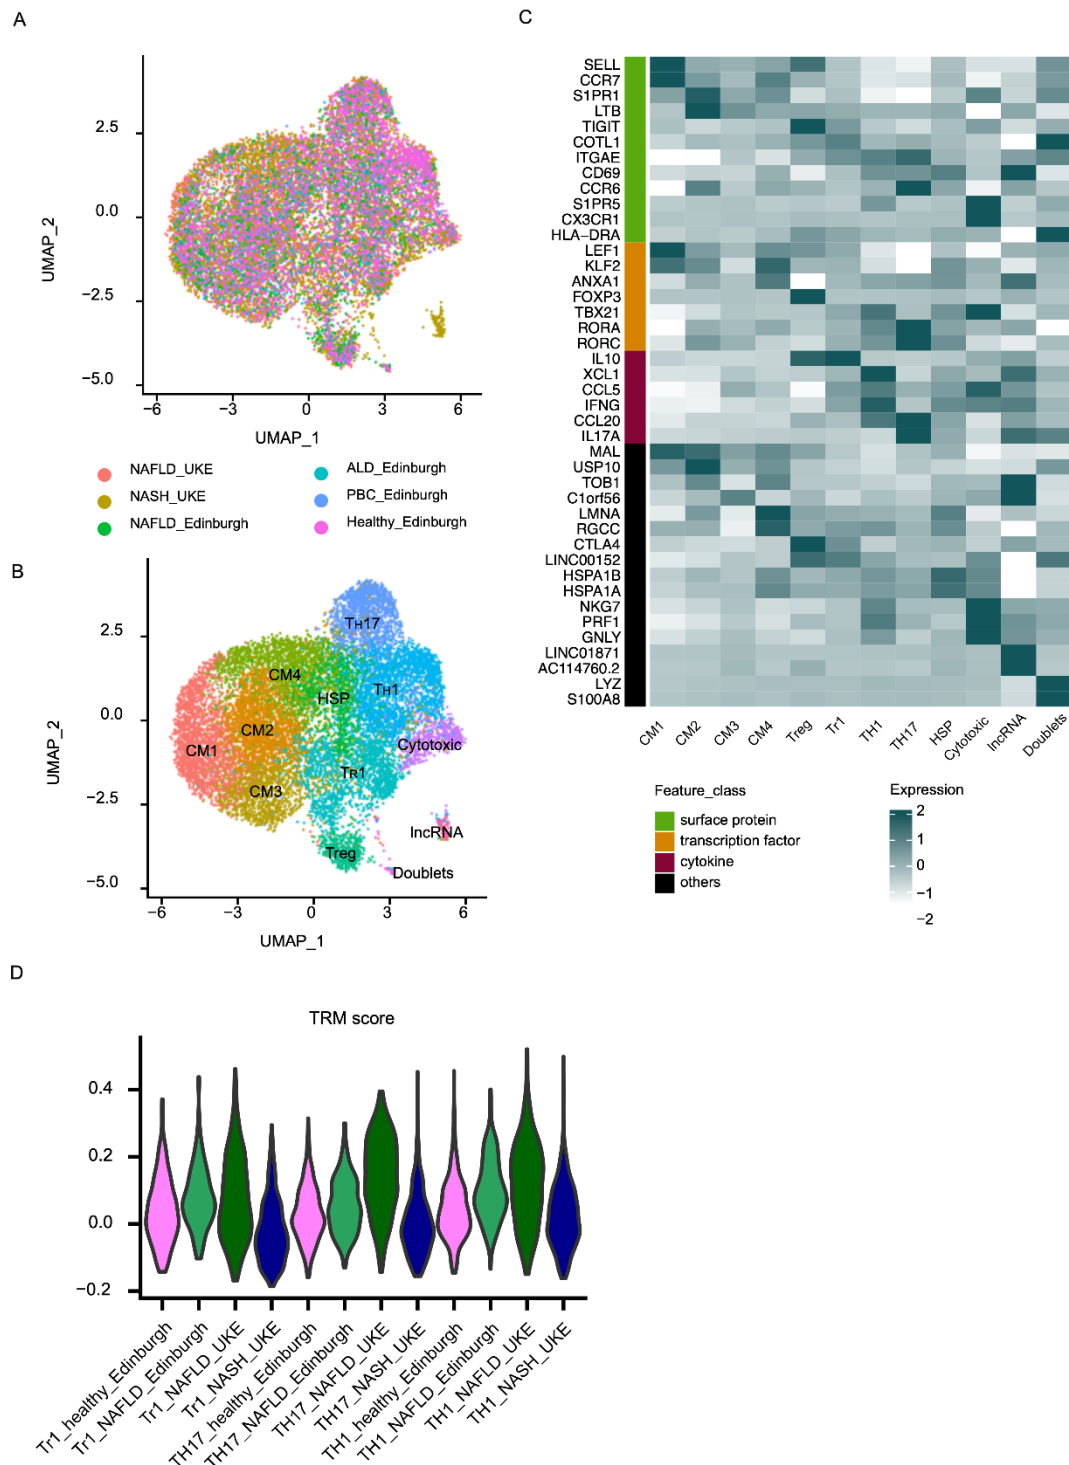 A
2.5
0.0
−2.5
−5.0
UMAP_2
−6
−3
0
3
6
UMAP_1
NAFLD_UKE
NASH_UKE
NAFLD_Edinburgh
ALD_Edinburgh
PBC_Edinburgh
Healthy_Edinburgh
B
2.5
0.0
−2.5
−5.0
UMAP_2
TH17
CM4
HSP
TH1
CM2
CM1
Cytotoxic
TR1
CM3
lncRNA
Treg
Doublets
−6
−3
0
3
6
UMAP_1
C
SELL
CCR7
S1PR1
LTB
TIGIT
COTL1
ITGAE
CD69
CCR6
S1PR5
CX3CR1
HLA−DRA
LEF1
KLF2
ANXA1
FOXP3
TBX21
RORA
RORC
IL10
XCL1
CCL5
IFNG
CCL20
IL17A
MAL
USP10
TOB1
C1orf56
LMNA
RGCC
CTLA4
LINC00152
HSPA1B
HSPA1A
NKG7
PRF1
GNLY
LINC01871
AC114760.2
LYZ
S100A8
CM1
CM2
CM3
CM4
Treg
Tr1
TH1
TH17
HSP
Cytotoxic
lncRNA
Doublets
Feature_class
surface protein
transcription factor
cytokine
others
Expression
2
1
0
−1
−2
D
TRM score
0.4
0.2
0.0
−0.2
Tr1_healthy_Edinburgh
Tr1_NAFLD_Edinburgh
Tr1_NAFLD_UKE
Tr1_NASH_UKE
TH17_healthy_Edinburgh
TH17_NAFLD_Edinburgh
TH17_NAFLD_UKE
TH17_NASH_UKE
TH1_healthy_Edinburgh
TH1_NAFLD_Edinburgh
TH1_NAFLD_UKE
TH1_NASH_UKE